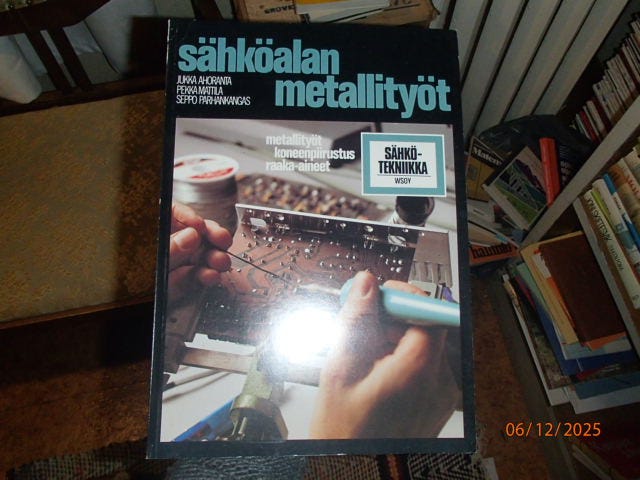 sähköalan
metallityöt
JUKKA AHORANTA
PEKKA MATTILA
SEPPO PARHANKANGAS
metallityöt
koneenpiirustus
raaka-aineet
SÄHKÖ-
TEKNIIKKA
WSOY
06/12/2025